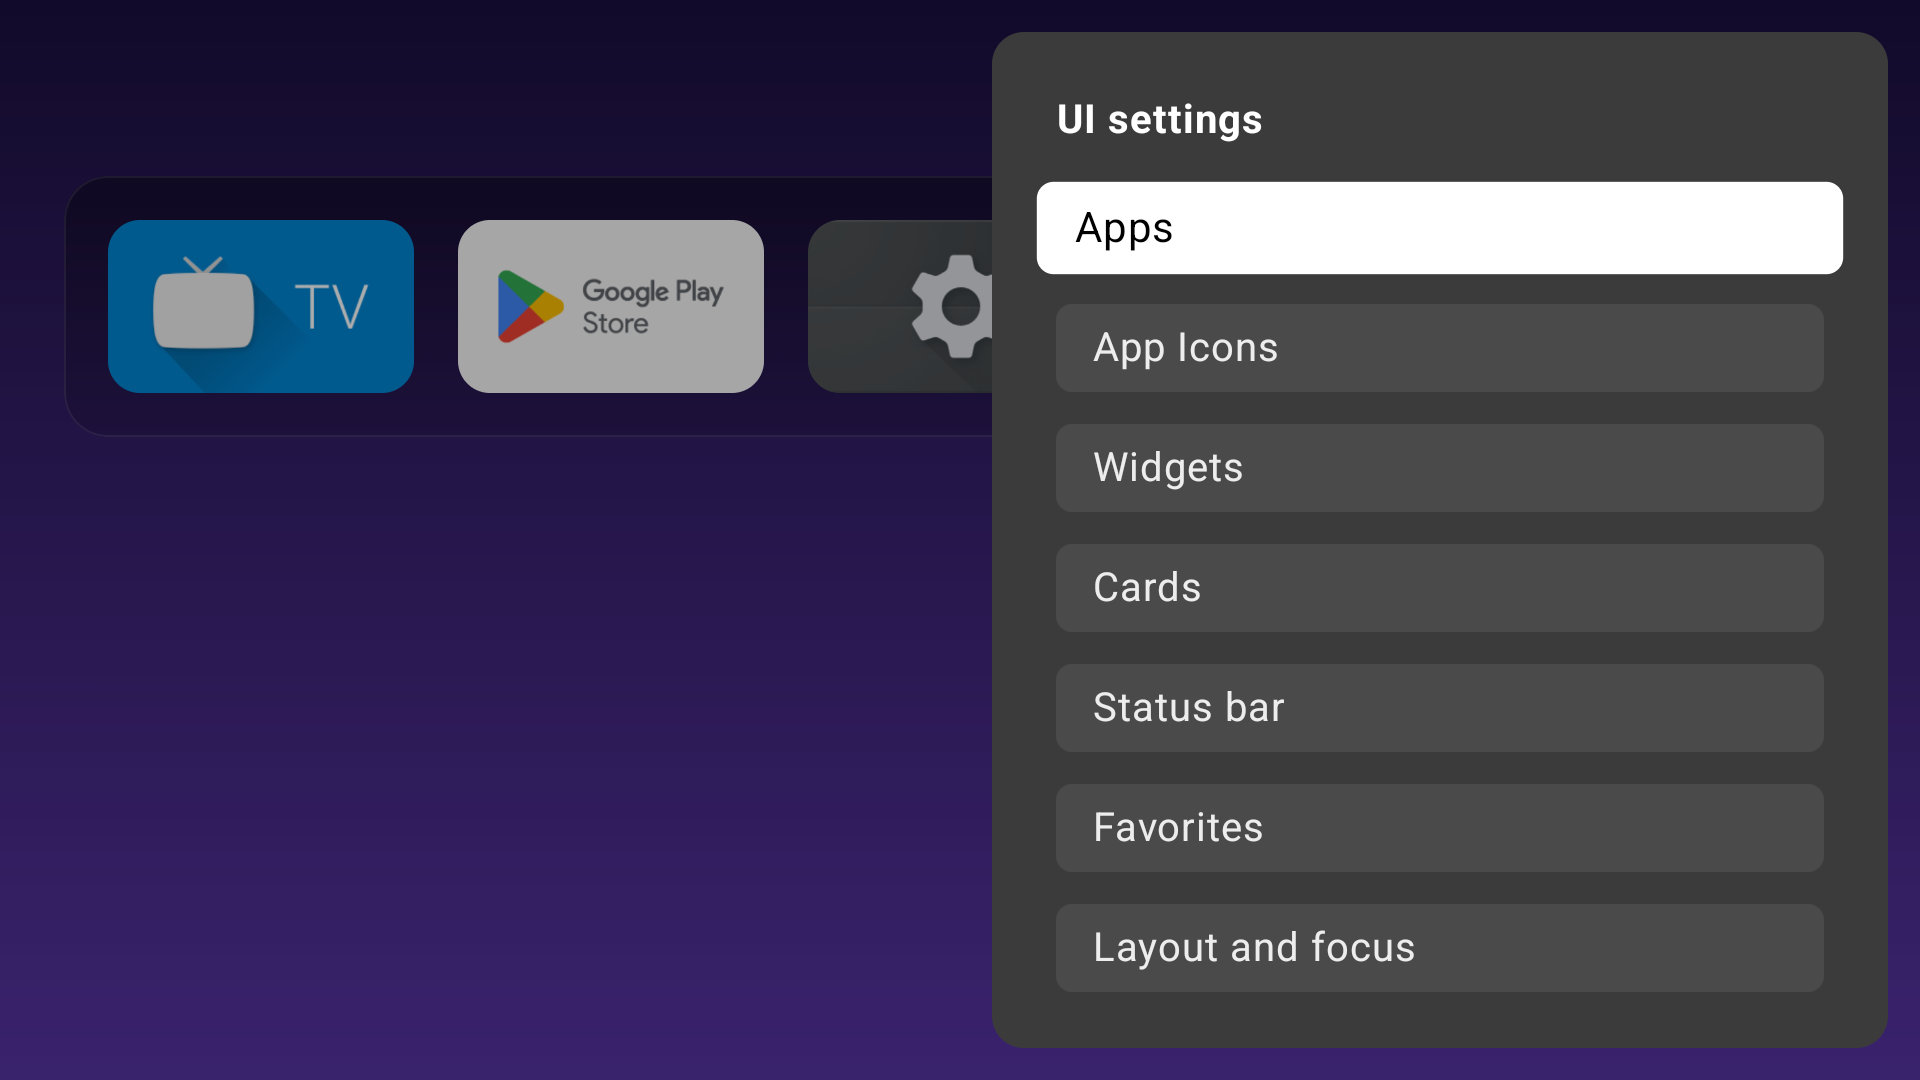 TV
Google Play
Store
UI settings
Apps
App Icons
Widgets
Cards
Status bar
Favorites
Layout and focus